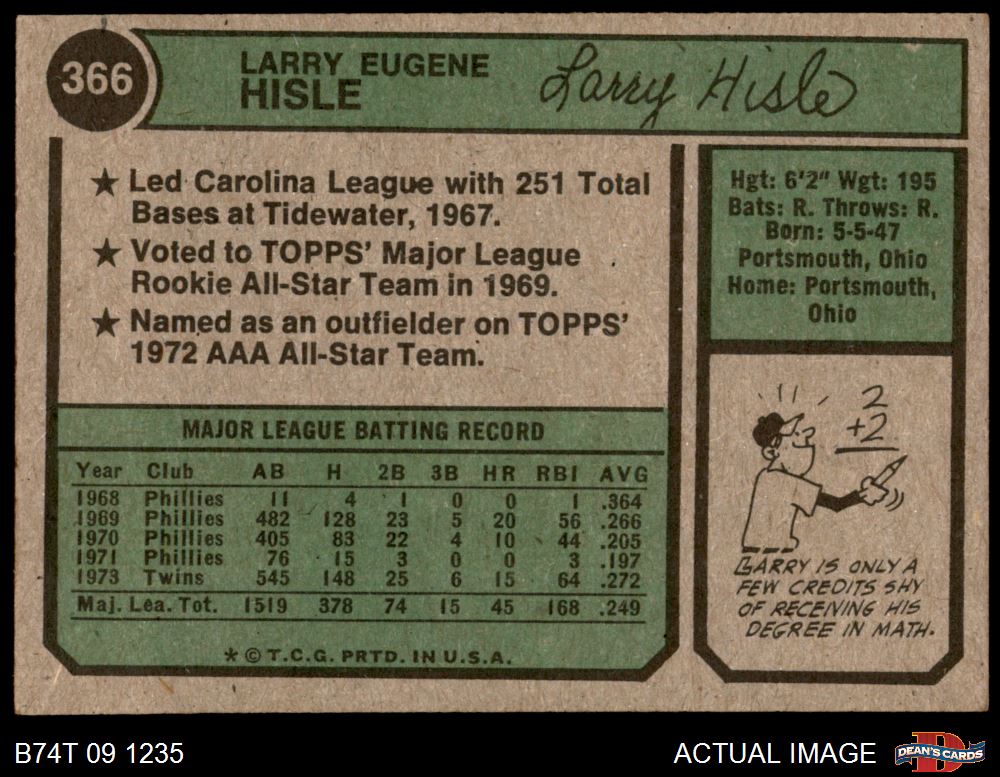 366
LARRY EUGENE
HISLE
Larry Hisle
★ Led Carolina League with 251 Total
Bases at Tidewater, 1967.
★ Voted to TOPPS' Major League
Rookie All-Star Team in 1969.
★ Named as an outfielder on TOPPS'
1972 AAA All-Star Team.
Hgt: 6'2" Wgt: 195
Bats: R. Throws: R.
Born: 5-5-47
Portsmouth, Ohio
Home: Portsmouth,
Ohio
MAJOR LEAGUE BATTING RECORD
Year Club AB H 2B 3B HR RBI AVG
1968 Phillies 11 4 1 0 0 1 .364
1969 Phillies 482 128 23 5 20 56 .266
1970 Phillies 405 83 22 4 10 44 .205
1971 Phillies 76 15 3 0 0 3 .197
1973 Twins 545 148 25 6 15 64 .272
Maj. Lea. Tot. 1519 378 74 15 45 168 .249
* © T.C.G. PRTD. IN U.S.A.
2
+2
LARRY IS ONLY A
FEW CREDITS SHY
OF RECEIVING HIS
DEGREE IN MATH.
B74T 09 1235
ACTUAL IMAGE
D
DEAN'S CARDS